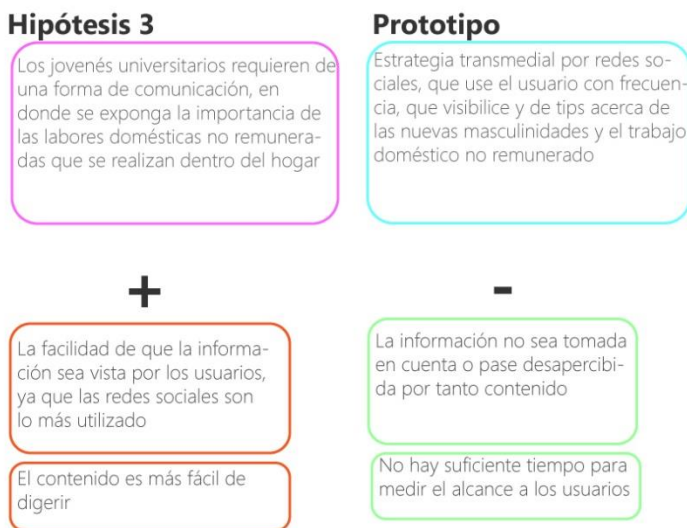 Hipótesis 3
Los jovenés universitarios requieren de
una forma de comunicación, en
donde se exponga la importancia de
las labores domésticas no remunera-
das que se realizan dentro del hogar
Prototipo
Estrategia transmedial por redes so-
ciales, que use el usuario con frecuen-
cia, que visibilice y de tips acerca de
las nuevas masculinidades y el trabajo
doméstico no remunerado
+
La facilidad de que la informa-
ción sea vista por los usuarios,
ya que las redes sociales son
lo más utilizado
El contenido es más fácil de
digerir
-
La información no sea tomada
en cuenta o pase desapercibi-
da por tanto contenido
No hay suficiente tiempo para
medir el alcance a los usuarios